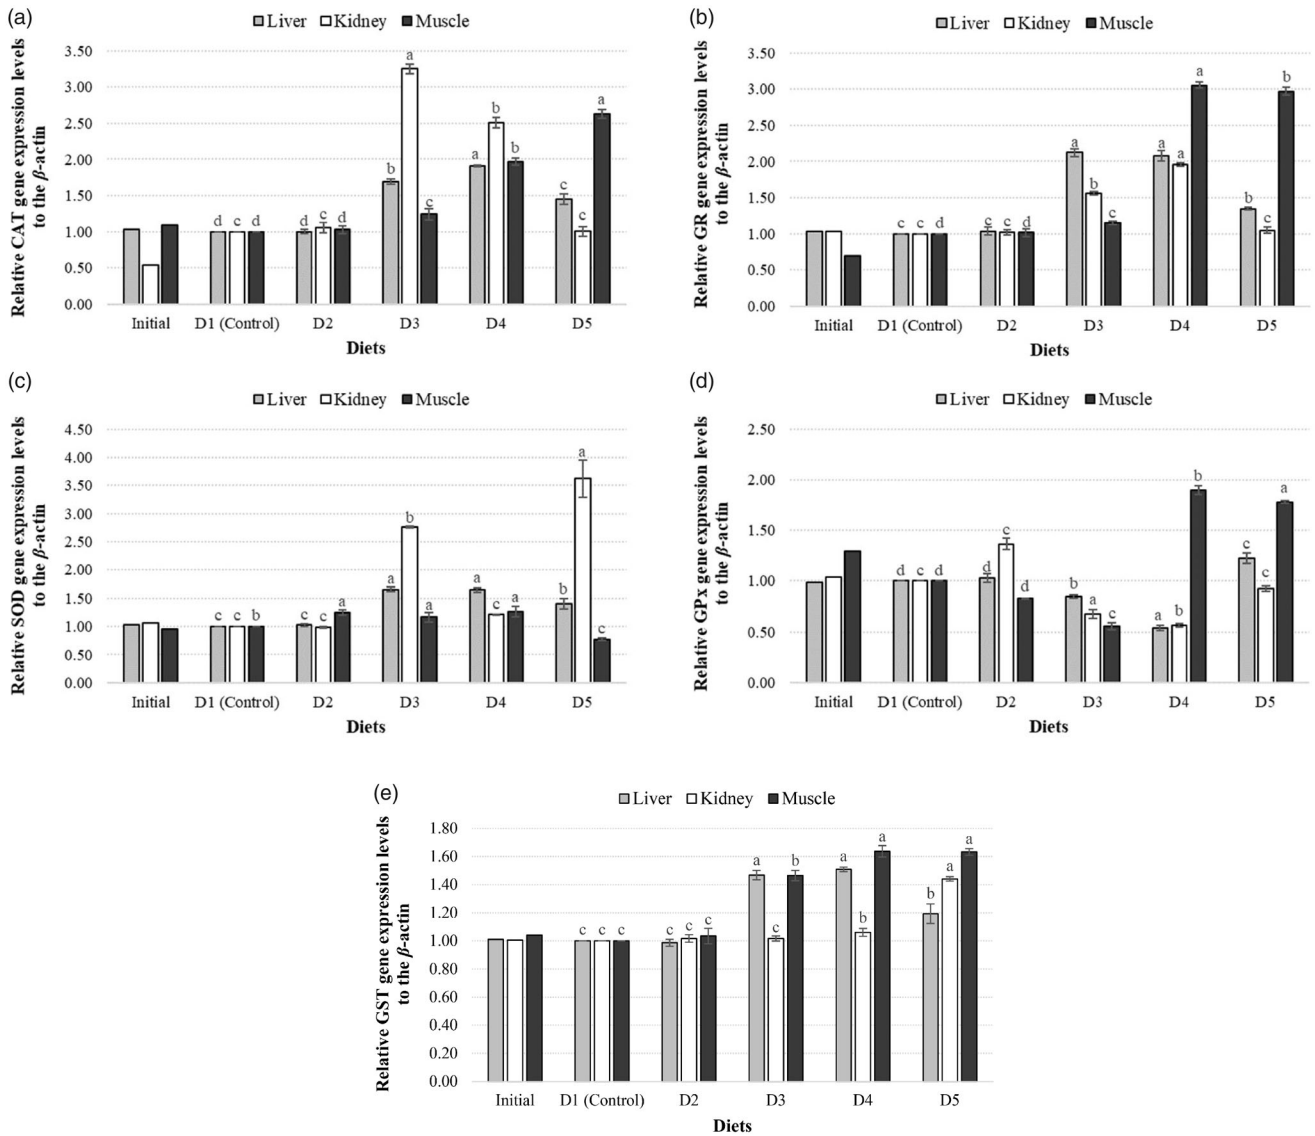 (a)
Liver Kidney Muscle
Relative CAT gene expression levels
to the β-actin
3.50
3.00
2.50
2.00
1.50
1.00
0.50
0.00
d c d
d c d
b a c
a b b
c c a
Initial D1 (Control) D2 D3 D4 D5
Diets
(b)
Liver Kidney Muscle
Relative GR gene expression levels
to the β-actin
3.50
3.00
2.50
2.00
1.50
1.00
0.50
0.00
c c d
c c d
a b c
a a a
b c b
Initial D1 (Control) D2 D3 D4 D5
Diets
(c)
Liver Kidney Muscle
Relative SOD gene expression levels
to the β-actin
4.50
4.00
3.50
3.00
2.50
2.00
1.50
1.00
0.50
0.00
c c b
c c a
a b a
a c a
b a c
Initial D1 (Control) D2 D3 D4 D5
Diets
(d)
Liver Kidney Muscle
Relative GPx gene expression levels
to the β-actin
2.50
2.00
1.50
1.00
0.50
0.00
d c d
d c d
b a c
a b b
c c a
Initial D1 (Control) D2 D3 D4 D5
Diets
(e)
Liver Kidney Muscle
Relative GST gene expression levels
to the β-actin
1.80
1.60
1.40
1.20
1.00
0.80
0.60
0.40
0.20
0.00
c c c
c c c
a c b
a b a
b a a
Initial D1 (Control) D2 D3 D4 D5
Diets